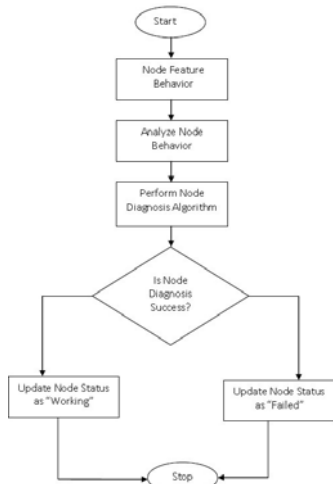 Start
Node Feature
Behavior
Analyze Node
Behavior
Perform Node
Diagnosis Algorithm
Is Node
Diagnosis
Success?
Update Node Status
as "Working"
Update Node Status
as "Failed"
Stop